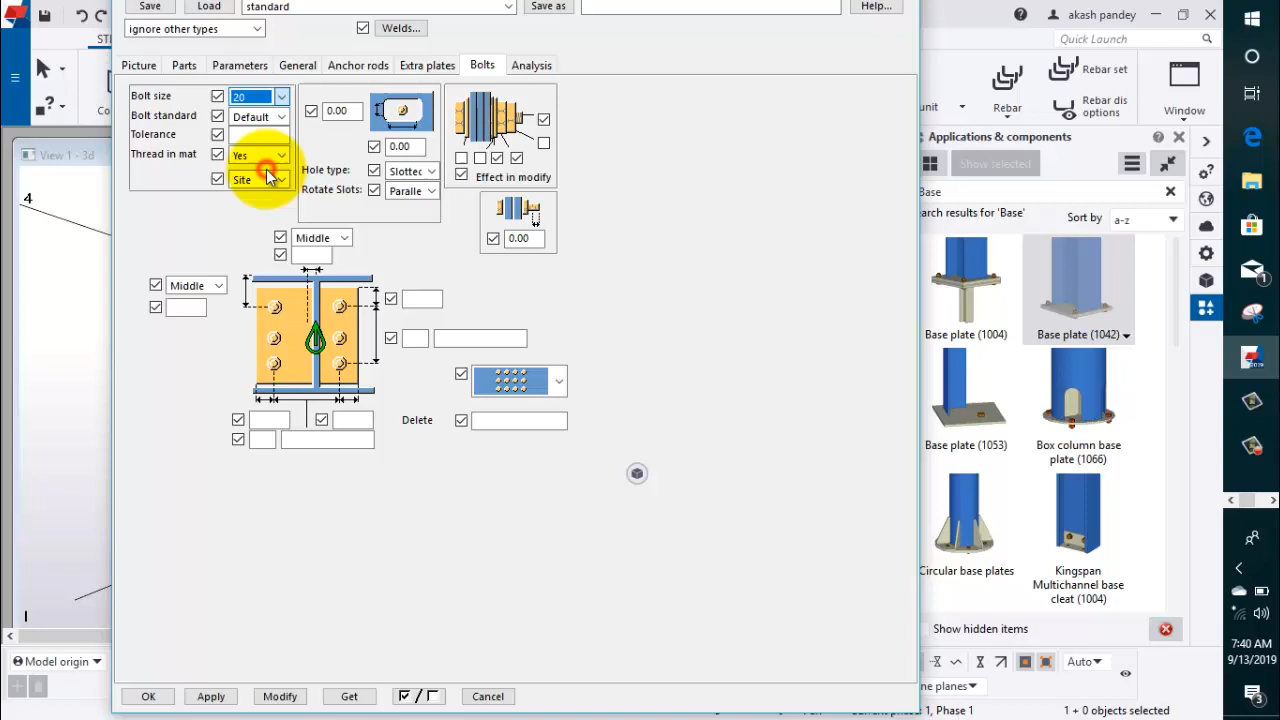 Save Load standard Save as Help...
ignore other types Welds...
Picture Parts Parameters General Anchor rods Extra plates Bolts Analysis
Bolt size 20
Bolt standard Default
Tolerance
Thread in mat Yes
Site
0.00
0.00
Hole type: Slotted
Rotate Slots: Paralle
Effect in modify
0.00
Middle
Middle
Delete
OK Apply Modify Get / Cancel
akash pandey
Quick Launch
Rebar
Rebar set
Rebar dis
Window
Applications & components
Show selected
Base
earch results for 'Base' Sort by a-z
Base plate (1004)
Base plate (1042)
Base plate (1053)
Box column base plate (1066)
Circular base plates
Kingspan Multichannel base cleat (1004)
Show hidden items
View 1 - 3d
4
Model origin
Auto
ne planes
phase: 1, Phase 1
1 + 0 objects selected
2019
1
7:40 AM
9/13/2019
3